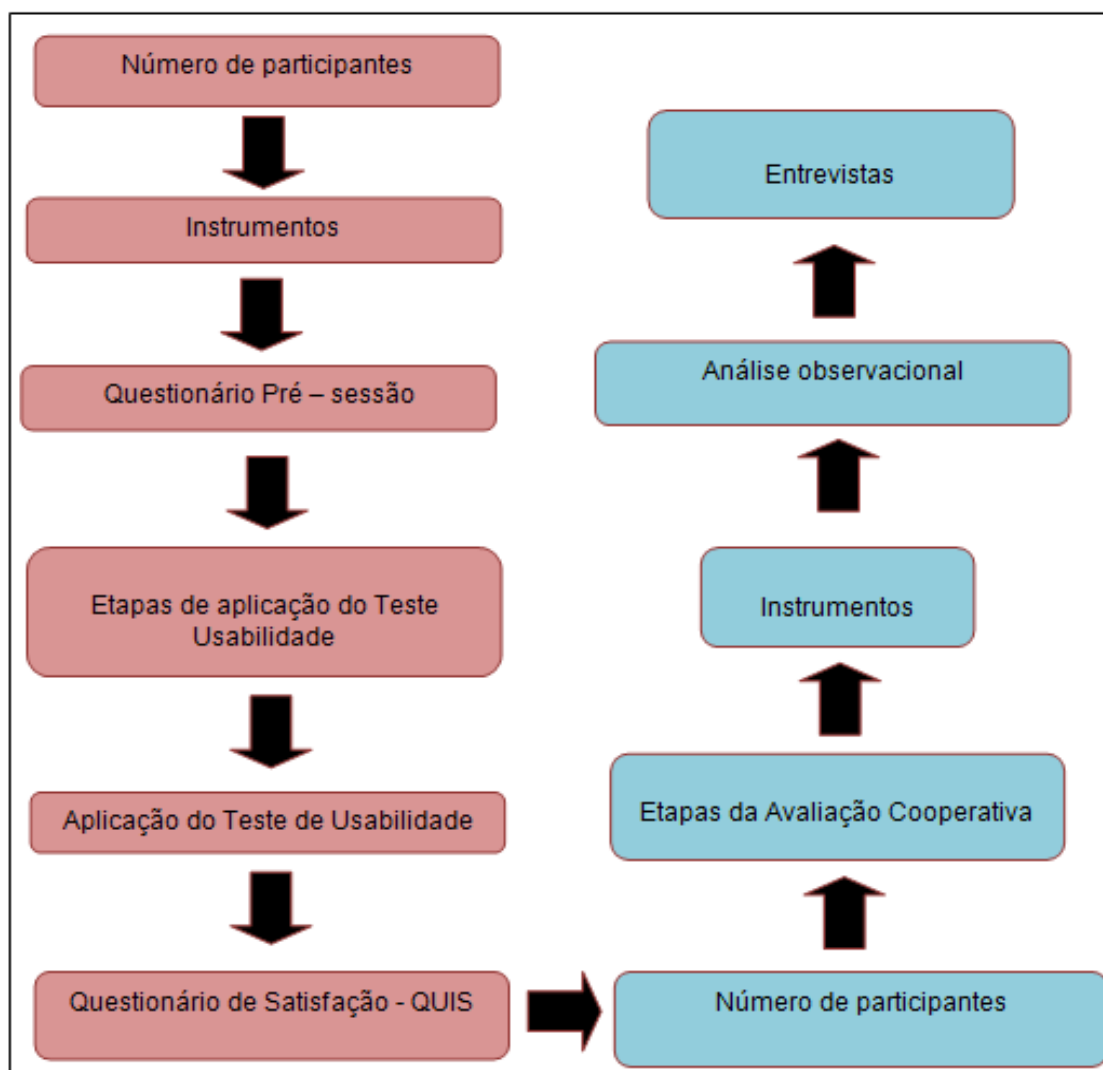 Número de participantes
Instrumentos
Questionário Pré – sessão
Etapas de aplicação do Teste
Usabilidade
Aplicação do Teste de Usabilidade
Questionário de Satisfação - QUIS
Número de participantes
Etapas da Avaliação Cooperativa
Instrumentos
Análise observacional
Entrevistas